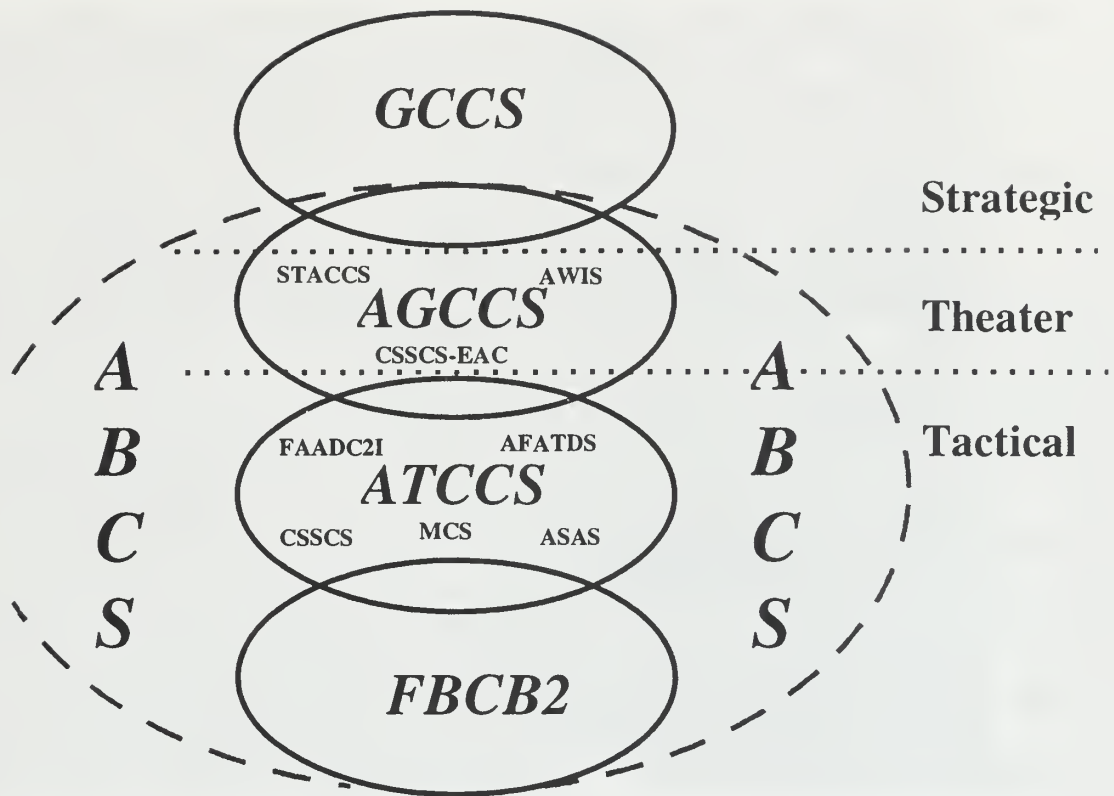 GCCS
Strategic
STACCS AWIS
AGCCS
Theater
CSSCS-EAC
A A
B B
C C
S S
Tactical
FAADC2I AFATDS
ATCCS
CSSCS MCS ASAS
FBCB2